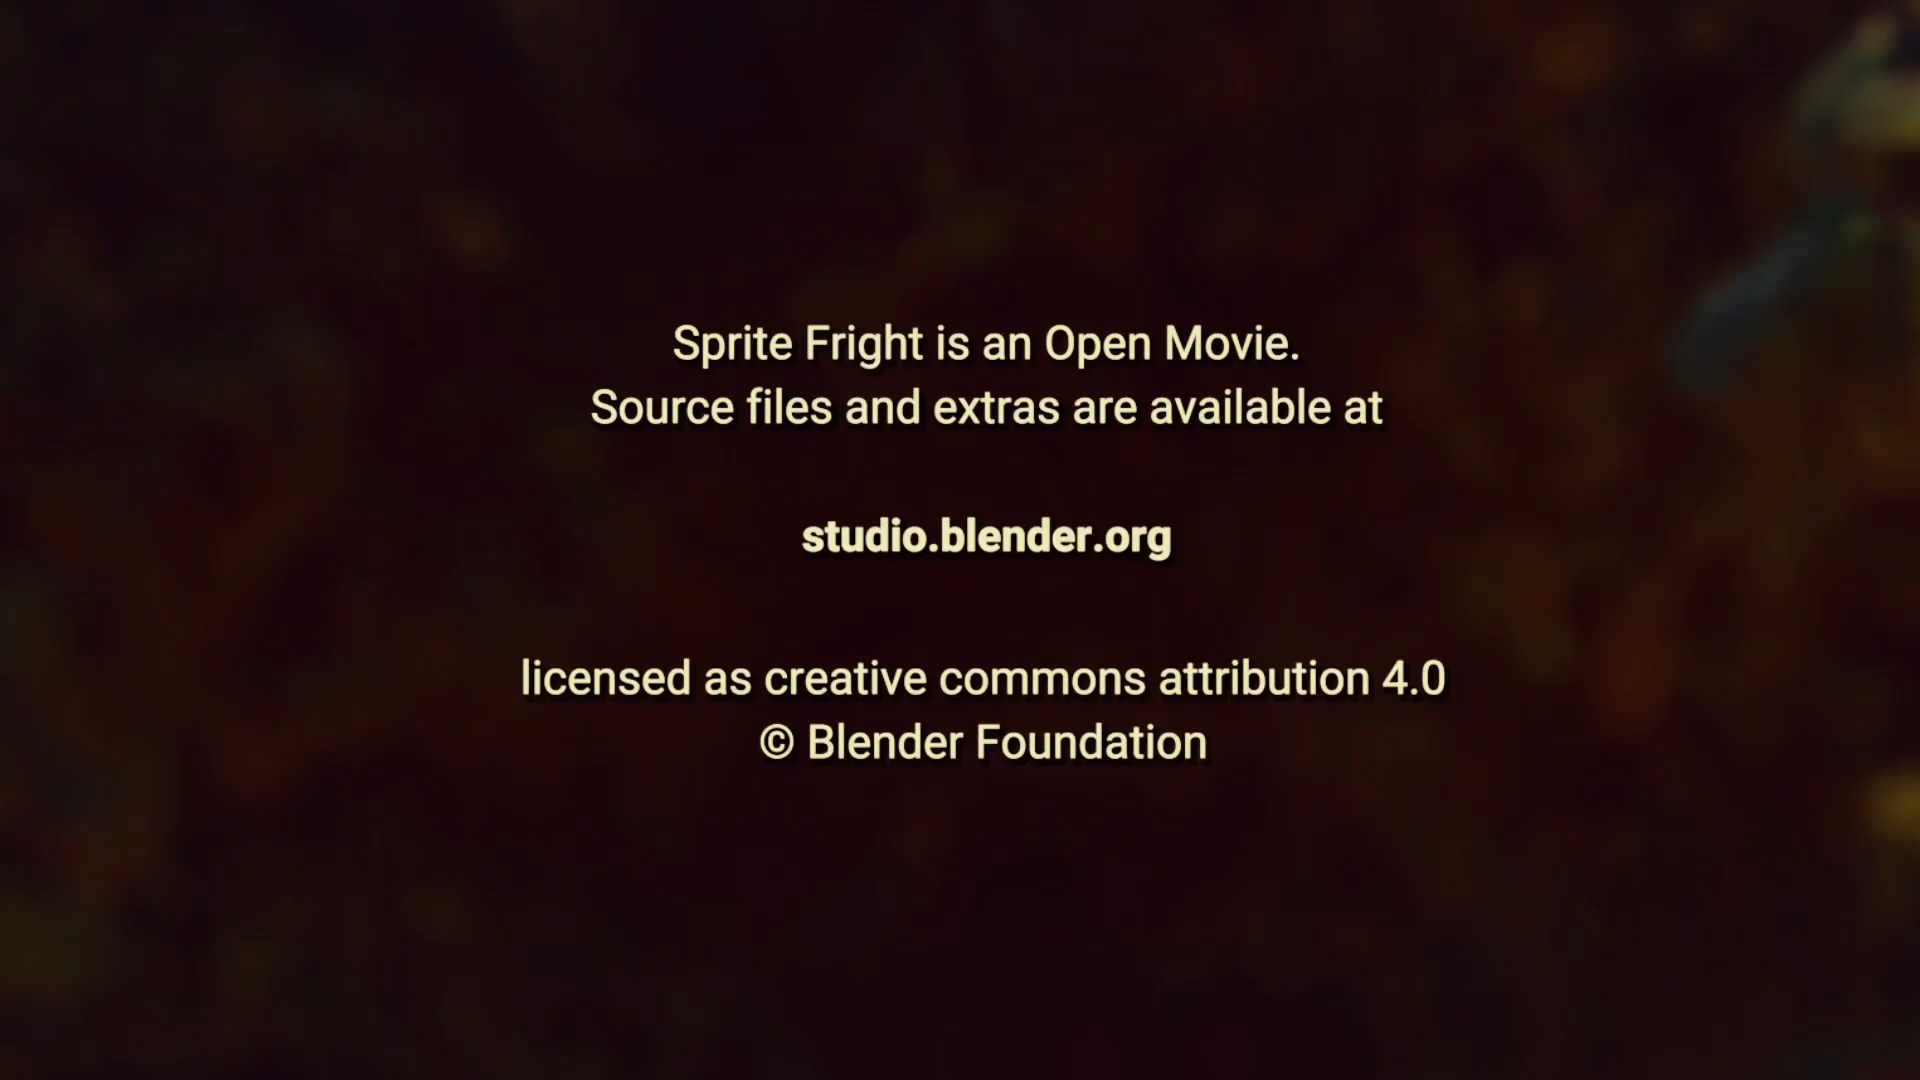 Sprite Fright is an Open Movie.
Source files and extras are available at
studio.blender.org
licensed as creative commons attribution 4.0
© Blender Foundation